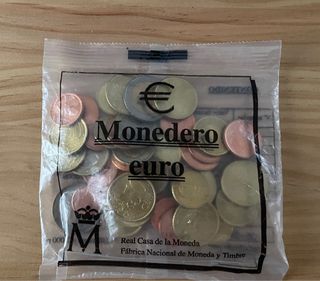 €
Monedero
euro
M
Real Casa de la Moneda
Fábrica Nacional de Moneda y Timbre